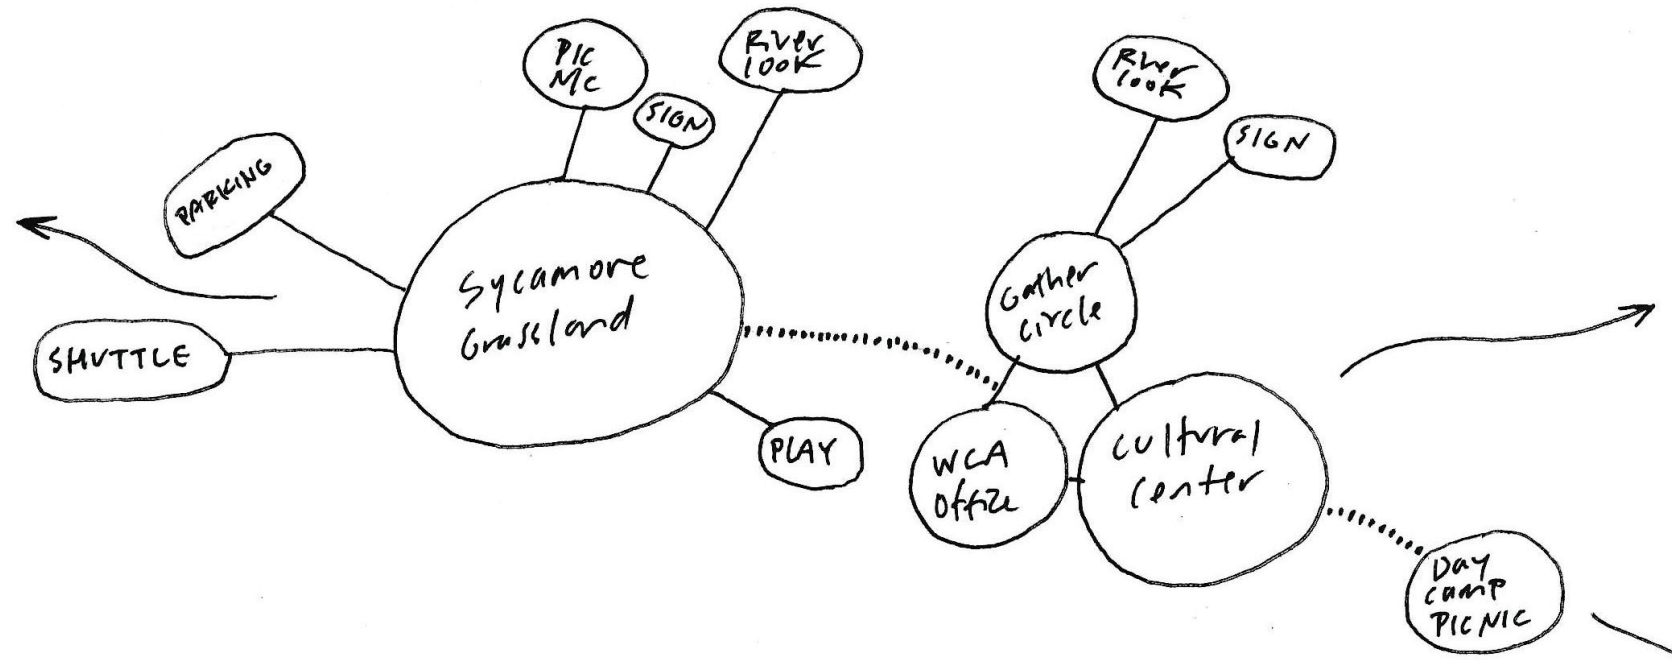 PIC
NIC
River
look
SIGN
PARKING
Sycamore
Grassland
SHUTTLE
PLAY
River
look
SIGN
Gather
circle
WCA
office
cultural
center
Day
camp
PICNIC